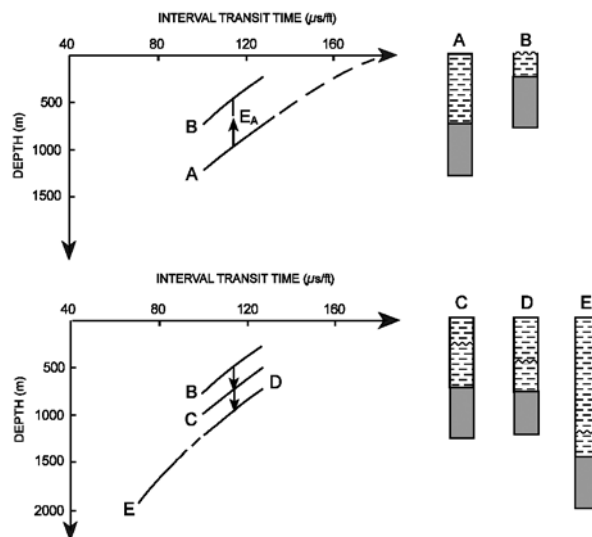 INTERVAL TRANSIT TIME (µs/ft)
40 80 120 160
A B
DEPTH (m)
500
1000
1500
B
E_A
A
INTERVAL TRANSIT TIME (µs/ft)
40 80 120 160
C D E
DEPTH (m)
500
1000
1500
2000
B
C
D
E